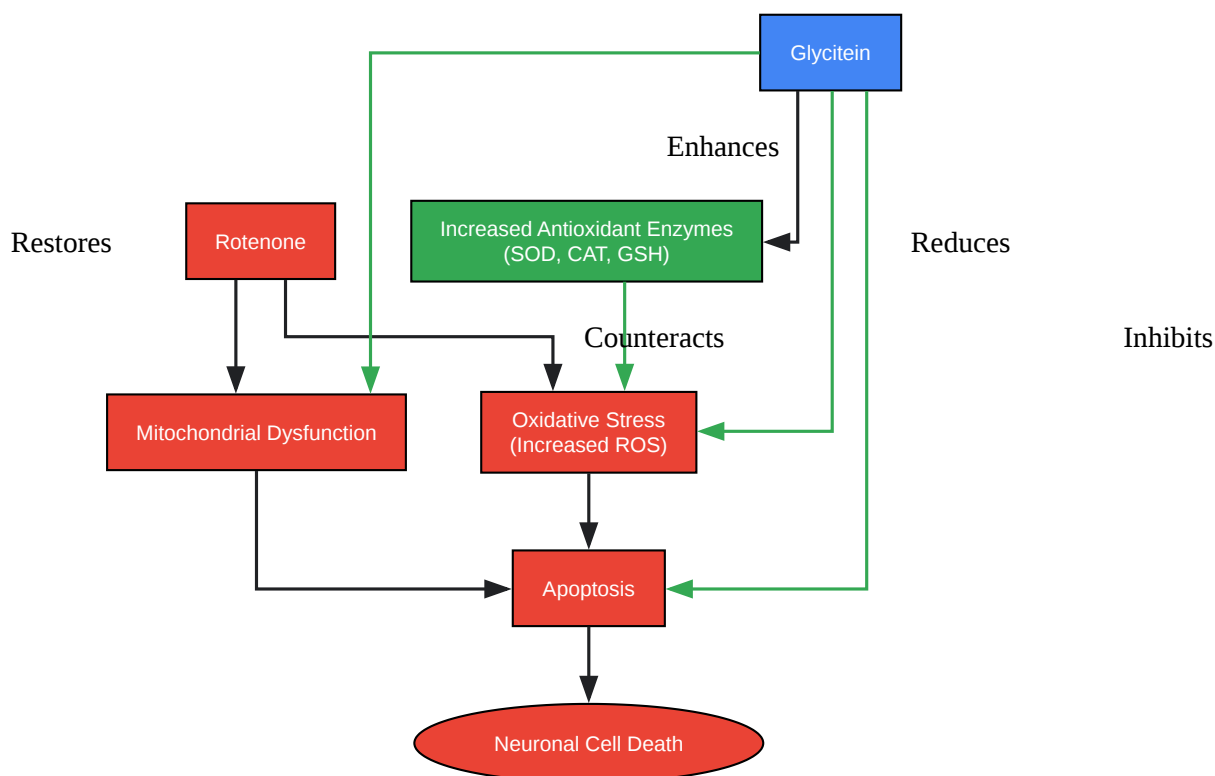 Glycitein
Enhances
Increased Antioxidant Enzymes
(SOD, CAT, GSH)
Restores
Rotenone
Reduces
Counteracts
Inhibits
Mitochondrial Dysfunction
Oxidative Stress
(Increased ROS)
Apoptosis
Neuronal Cell Death